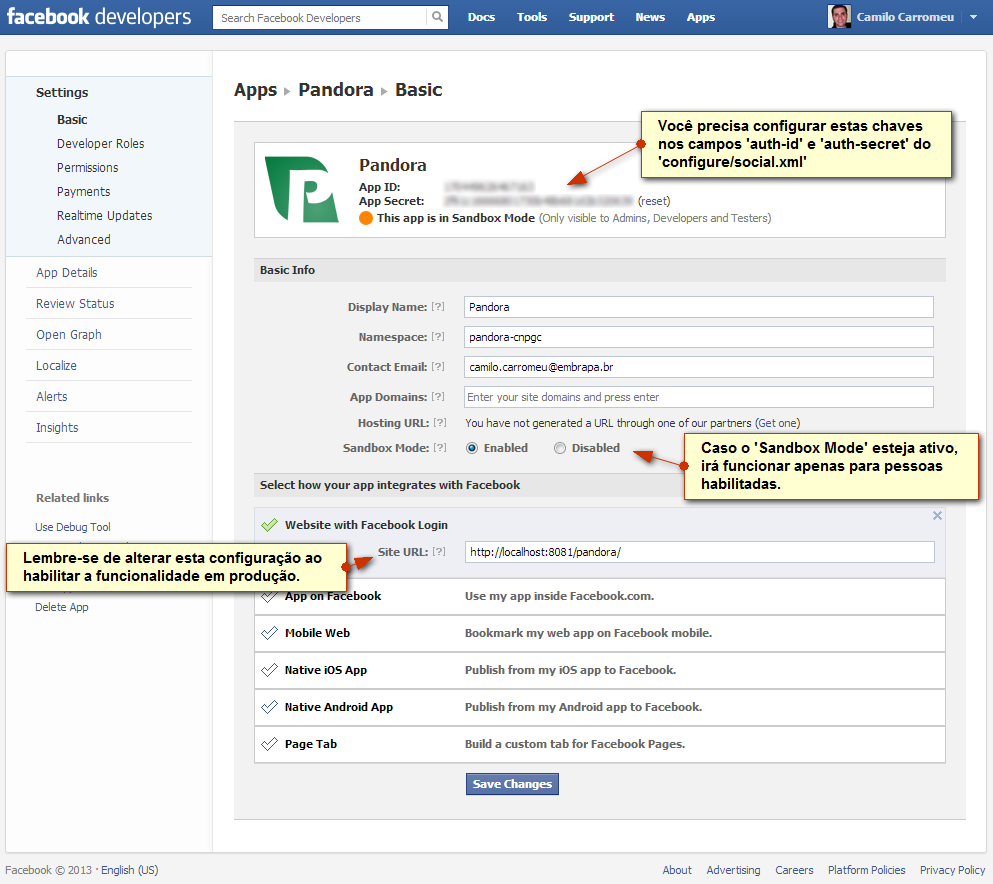 facebook developers
Search Facebook Developers
Docs Tools Support News Apps
Camilo Carromeu
Settings
Basic
Developer Roles
Permissions
Payments
Realtime Updates
Advanced
App Details
Review Status
Open Graph
Localize
Alerts
Insights
Related links
Use Debug Tool
Delete App
Apps Pandora Basic
Você precisa configurar estas chaves
nos campos 'auth-id' e 'auth-secret' do
'configure/social.xml'
Pandora
App ID:
App Secret: (reset)
This app is in Sandbox Mode (Only visible to Admins, Developers and Testers)
Basic Info
Display Name: [?] Pandora
Namespace: [?] pandora-cnpgc
Contact Email: [?] camilo.carromeu@embrapa.br
App Domains: [?] Enter your site domains and press enter
Hosting URL: [?] You have not generated a URL through one of our partners (Get one)
Sandbox Mode: [?] Enabled Disabled
Caso o 'Sandbox Mode' esteja ativo,
irá funcionar apenas para pessoas
habilitadas.
Select how your app integrates with Facebook
Website with Facebook Login
Site URL: [?] http://localhost:8081/pandora/
Lembre-se de alterar esta configuração ao
habilitar a funcionalidade em produção.
App on Facebook Use my app inside Facebook.com.
Mobile Web Bookmark my web app on Facebook mobile.
Native iOS App Publish from my iOS app to Facebook.
Native Android App Publish from my Android app to Facebook.
Page Tab Build a custom tab for Facebook Pages.
Save Changes
Facebook © 2013 · English (US)
About Advertising Careers Platform Policies Privacy Policy